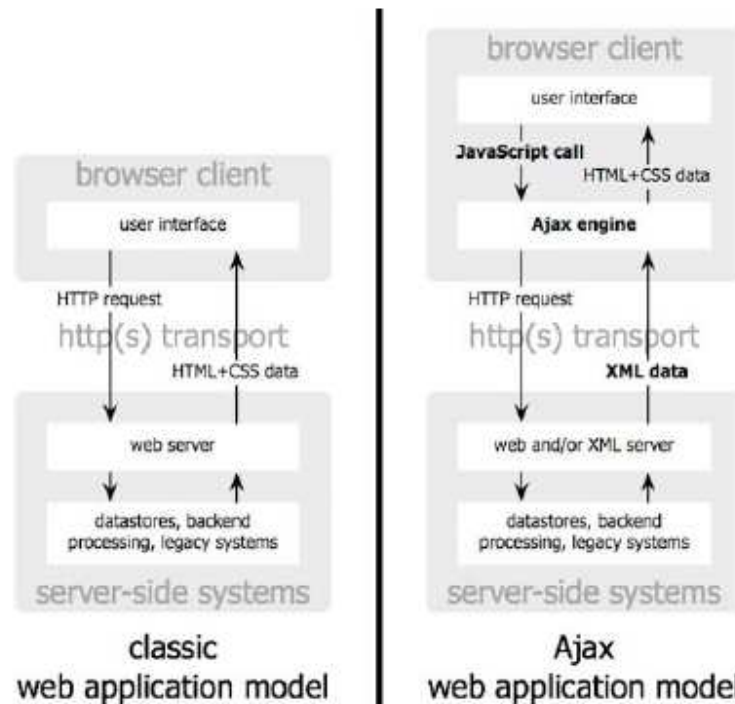 browser client
user interface
HTTP request
http(s) transport
HTML+CSS data
web server
datastores, backend
processing, legacy systems
server-side systems
classic
web application model
browser client
user interface
JavaScript call
HTML+CSS data
Ajax engine
HTTP request
http(s) transport
XML data
web and/or XML server
datastores, backend
processing, legacy systems
server-side systems
Ajax
web application model